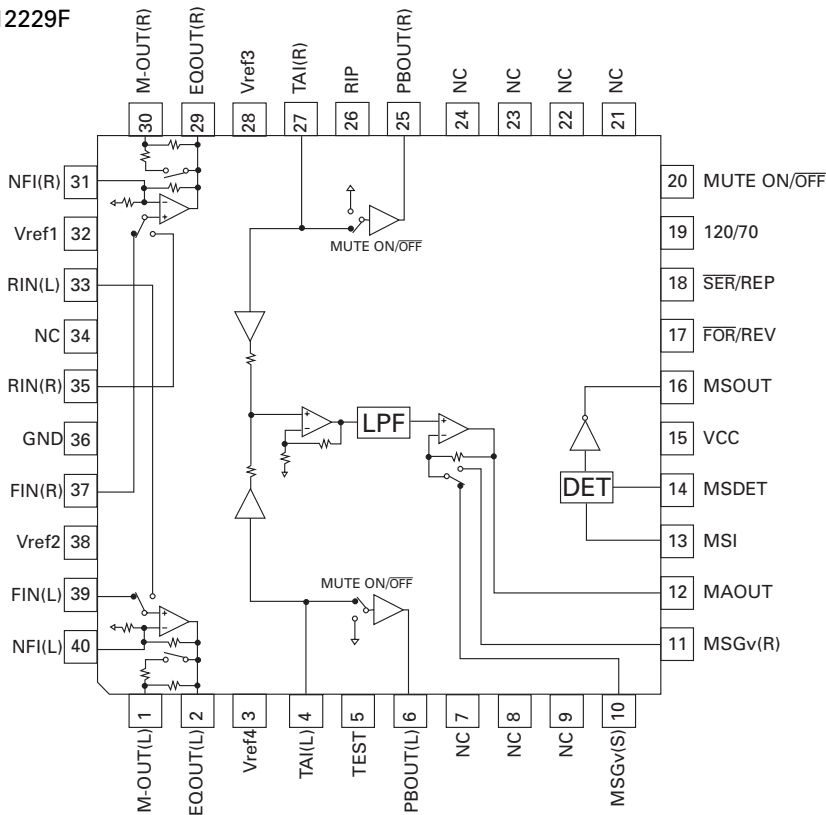 12229F
M-OUT(R)
EQOUT(R)
Vref3
TAI(R)
RIP
PBOUT(R)
NC
NC
NC
NC
30
29
28
27
26
25
24
23
22
21
NFI(R) 31
Vref1 32
RIN(L) 33
NC 34
RIN(R) 35
GND 36
FIN(R) 37
Vref2 38
FIN(L) 39
NFI(L) 40
MUTE ON/OFF
LPF
DET
MUTE ON/OFF
20 MUTE ON/OFF
19 120/70
18 SER/REP
17 FOR/REV
16 MSOUT
15 VCC
14 MSDET
13 MSI
12 MAOUT
11 MSGv(R)
1
2
3
4
5
6
7
8
9
10
M-OUT(L)
EQOUT(L)
Vref4
TAI(L)
TEST
PBOUT(L)
NC
NC
NC
MSGv(S)